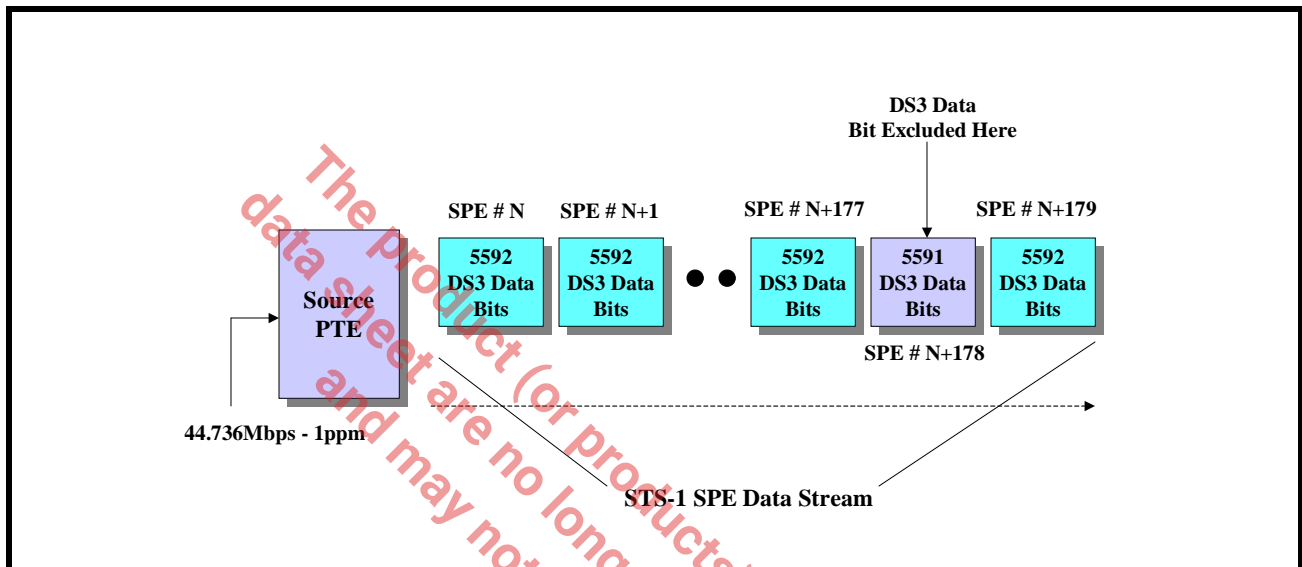 DS3 Data
Bit Excluded Here
SPE # N
SPE # N+1
SPE # N+177
SPE # N+179
5592
DS3 Data
Bits
5592
DS3 Data
Bits
5592
DS3 Data
Bits
5591
DS3 Data
Bits
5592
DS3 Data
Bits
Source
PTE
SPE # N+178
44.736Mbps - 1ppm
STS-1 SPE Data Stream
The product (or products)
data sheet are no long
and may not